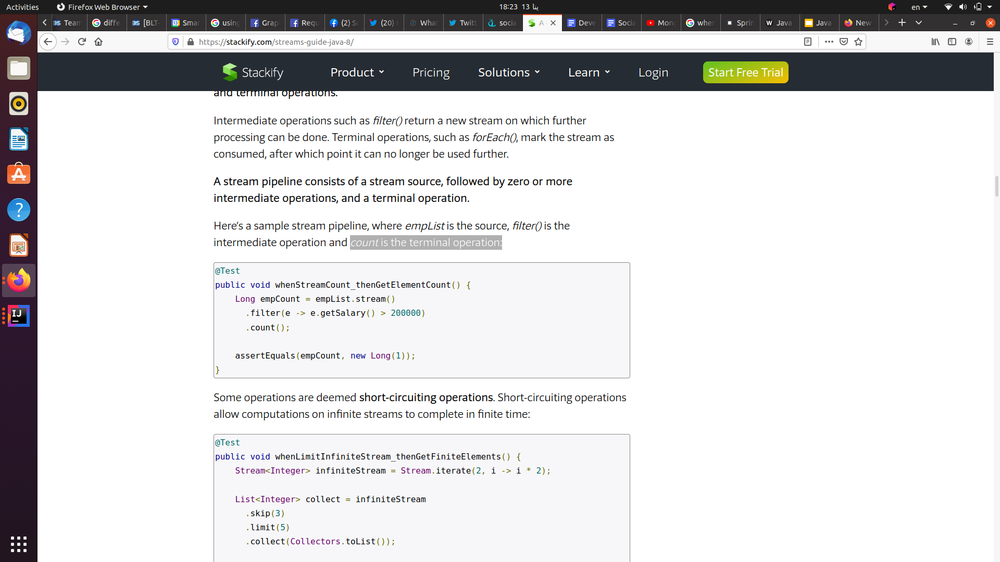 Activities
Firefox Web Browser
18:23 13 ينا
en
Team
diffe
[BLT-
Smar
using
Grap
Requ
(2) S
(20)
Wha
Twitt
socia
A
Deve
Socia
Mon
wher
Sprin
Java
Java
New
https://stackify.com/streams-guide-java-8/
Stackify
Product
Pricing
Solutions
Learn
Login
Start Free Trial
and terminal operations.
Intermediate operations such as filter() return a new stream on which further
processing can be done. Terminal operations, such as forEach(), mark the stream as
consumed, after which point it can no longer be used further.
A stream pipeline consists of a stream source, followed by zero or more
intermediate operations, and a terminal operation.
Here’s a sample stream pipeline, where empList is the source, filter() is the
intermediate operation and count is the terminal operation:
@Test
public void whenStreamCount_thenGetElementCount() {
Long empCount = empList.stream()
.filter(e -> e.getSalary() > 200000)
.count();
assertEquals(empCount, new Long(1));
}
Some operations are deemed short-circuiting operations. Short-circuiting operations
allow computations on infinite streams to complete in finite time:
@Test
public void whenLimitInfiniteStream_thenGetFiniteElements() {
Stream<Integer> infiniteStream = Stream.iterate(2, i -> i * 2);
List<Integer> collect = infiniteStream
.skip(3)
.limit(5)
.collect(Collectors.toList());